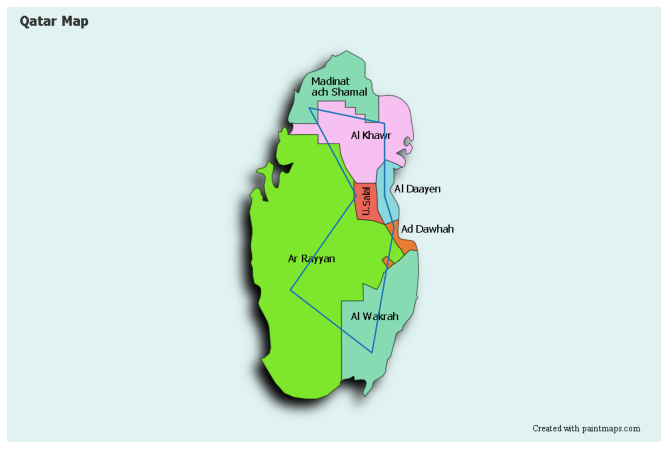 Qatar Map
Madinat
ach Shamal
Al Khawr
Al Daayen
U.Salal
Ad Dawhah
Ar Rayyan
Al Wakrah
Created with paintmaps.com